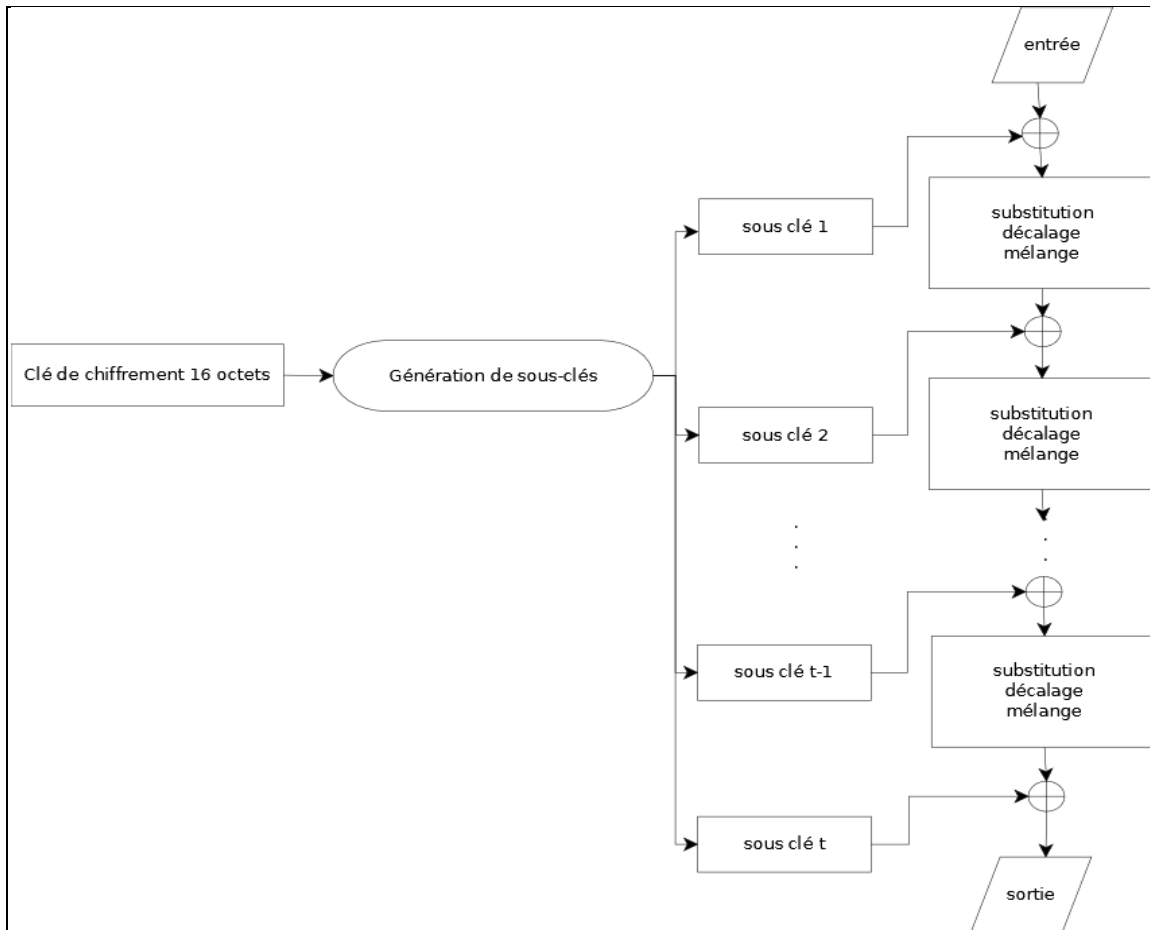 entrée
sous clé 1
substitution
décalage
mélange
Clé de chiffrement 16 octets
Génération de sous-clés
sous clé 2
substitution
décalage
mélange
.
.
.
.
.
.
sous clé t-1
substitution
décalage
mélange
sous clé t
sortie